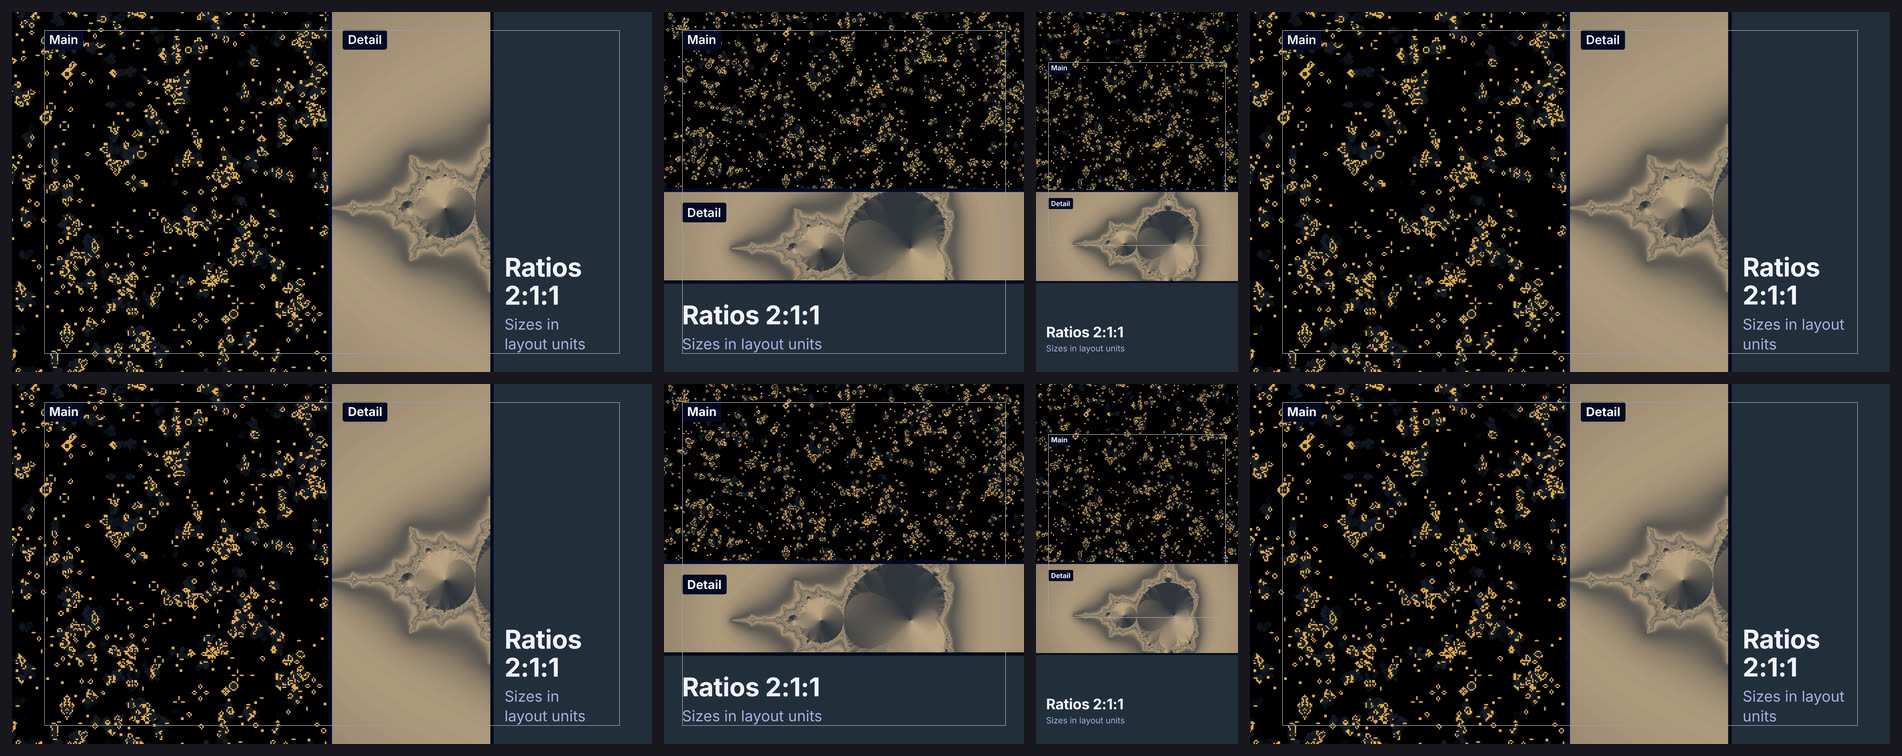 Main
Detail
Ratios
2:1:1
Sizes in
layout units
Main
Detail
Ratios 2:1:1
Sizes in layout units
Main
Detail
Ratios 2:1:1
Sizes in layout units
Main
Detail
Ratios
2:1:1
Sizes in layout
units
Main
Detail
Ratios
2:1:1
Sizes in
layout units
Main
Detail
Ratios 2:1:1
Sizes in layout units
Main
Detail
Ratios 2:1:1
Sizes in layout units
Main
Detail
Ratios
2:1:1
Sizes in layout
units